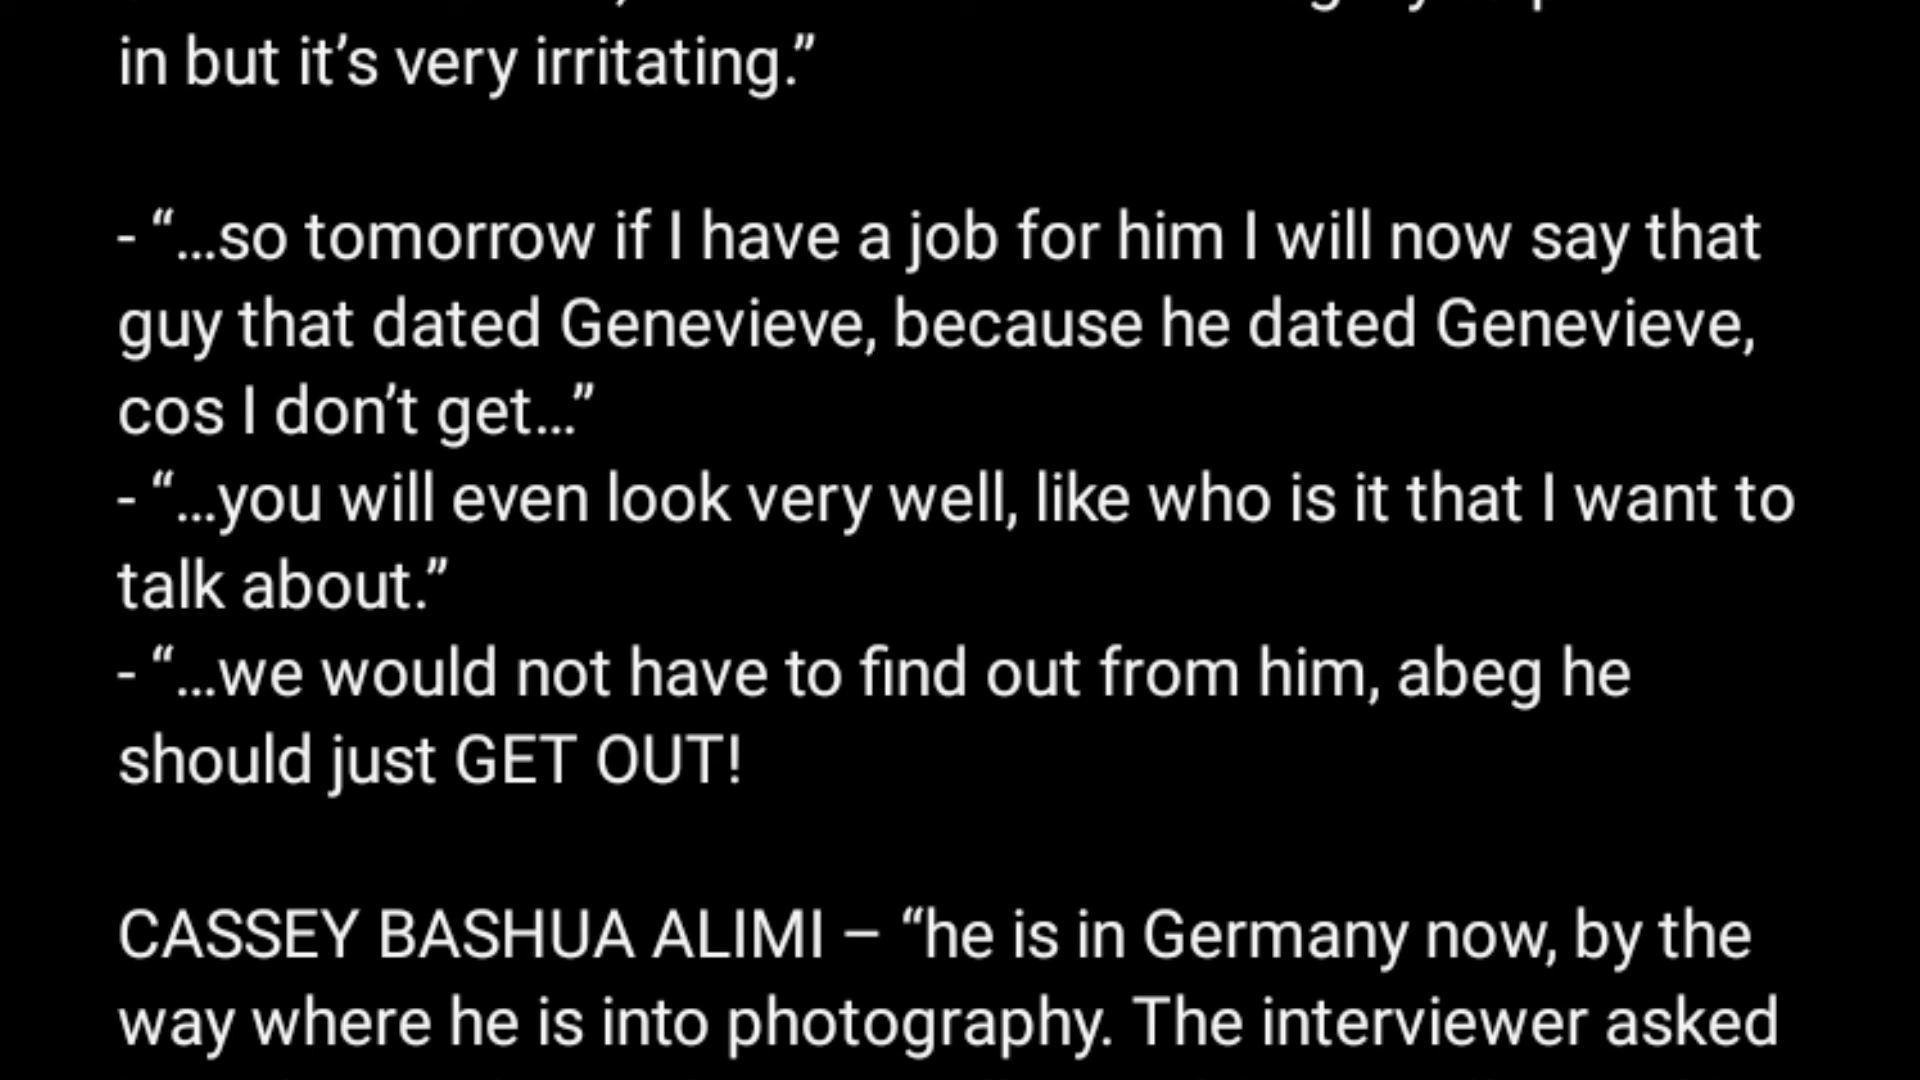 in but it’s very irritating.”
- “…so tomorrow if I have a job for him I will now say that
guy that dated Genevieve, because he dated Genevieve,
cos I don’t get…”
- “…you will even look very well, like who is it that I want to
talk about.”
- “…we would not have to find out from him, abeg he
should just GET OUT!
CASSEY BASHUA ALIMI – “he is in Germany now, by the
way where he is into photography. The interviewer asked